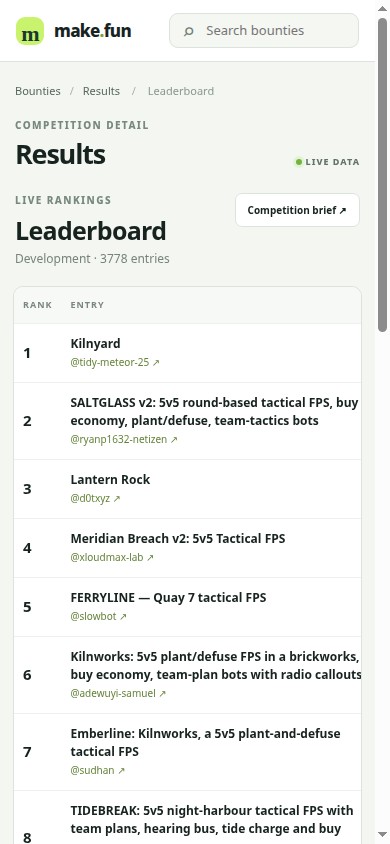 m make.fun
Search bounties
Bounties / Results / Leaderboard
COMPETITION DETAIL
Results
LIVE DATA
LIVE RANKINGS
Leaderboard
Competition brief ↗
Development · 3778 entries
RANK ENTRY
1 Kilnyard
@tidy-meteor-25 ↗
2 SALTGLASS v2: 5v5 round-based tactical FPS, buy
economy, plant/defuse, team-tactics bots
@ryanp1632-netizen ↗
3 Lantern Rock
@d0txyz ↗
4 Meridian Breach v2: 5v5 Tactical FPS
@xloudmax-lab ↗
5 FERRYLINE — Quay 7 tactical FPS
@slowbot ↗
6 Kilnworks: 5v5 plant/defuse FPS in a brickworks,
buy economy, team-plan bots with radio callouts
@adewuyi-samuel ↗
7 Emberline: Kilnworks, a 5v5 plant-and-defuse
tactical FPS
@sudhan ↗
8 TIDEBREAK: 5v5 night-harbour tactical FPS with
team plans, hearing bus, tide charge and buy